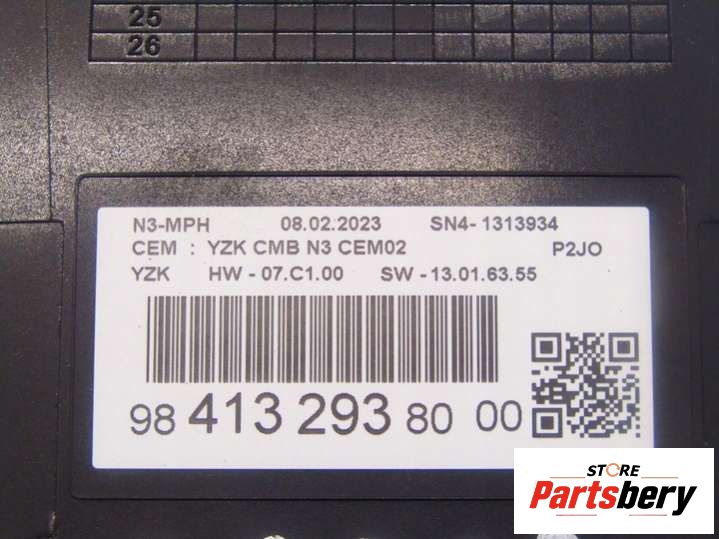 25
26
N3-MPH 08.02.2023 SN4- 1313934
CEM : YZK CMB N3 CEM02 P2JO
YZK HW - 07.C1.00 SW - 13.01.63.55
98 413 293 80 00
STORE
Partsbery